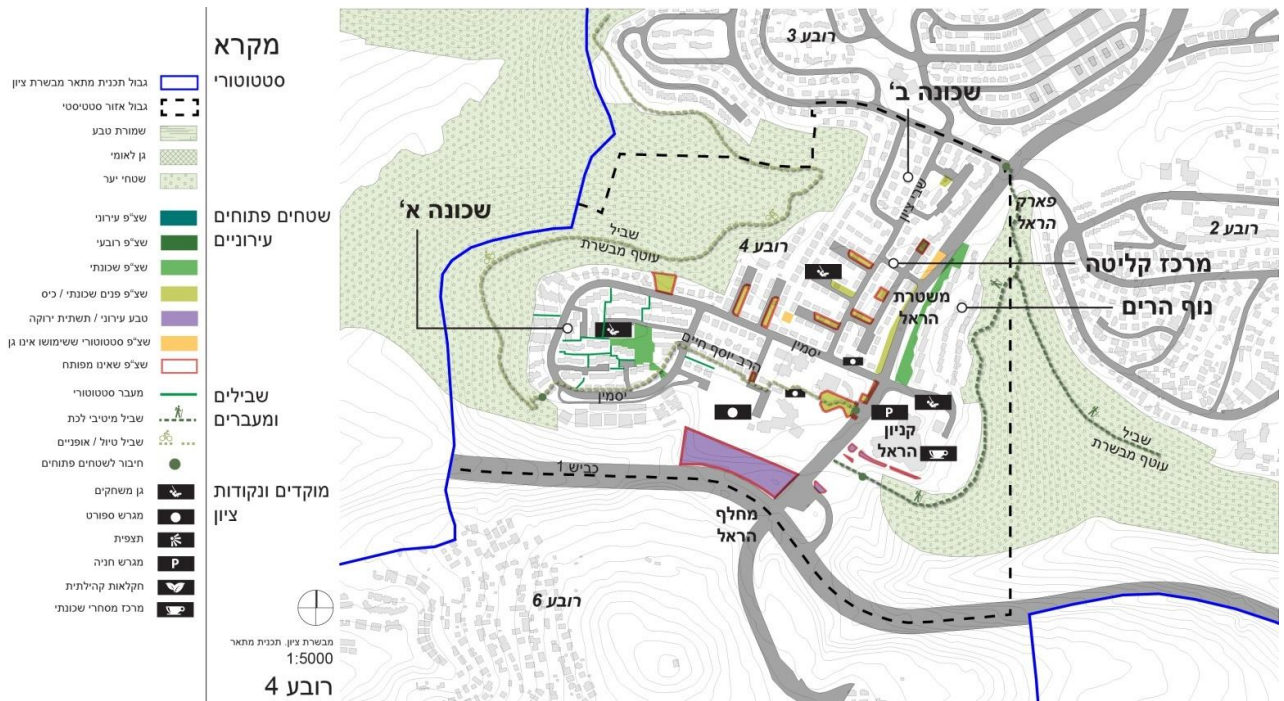 מקרא
סטטוטורי
גבול תכנית מתאר מבשרת ציון
גבול אזור סטטיסטי
שמורת טבע
גן לאומי
שטחי יער
שטחים פתוחים
עירוניים
שצ"פ עירוני
שצ"פ רובעי
שצ"פ שכונתי
שצ"פ פנים שכונתי / כיס
טבע עירוני / תשתית ירוקה
שצ"פ סטטוטורי ששימושו אינו גן
שצ"פ שאינו מפותח
שבילים
ומעברים
מעבר סטטוטורי
שביל מיטיבי לכת
שביל טיול / אופניים
חיבור לשטחים פתוחים
מוקדים ונקודות
ציון
גן משחקים
מגרש ספורט
תצפית
P
מגרש חניה
חקלאות קהילתית
מרכז מסחרי שכונתי
מבשרת ציון. תכנית מתאר
1:5000
רובע 4
רובע 3
שכונה ב'
שבי ציון
פארק
הראל
רובע 2
שכונה א'
שביל
עוטף מבשרת
רובע 4
מרכז קליטה
משטרת
הראל
נוף הרים
יסמין
הרב יוסף חיים
יסמין
P
קניון
הראל
שביל
עוטף מבשרת
כביש 1
מחלף
הראל
רובע 6